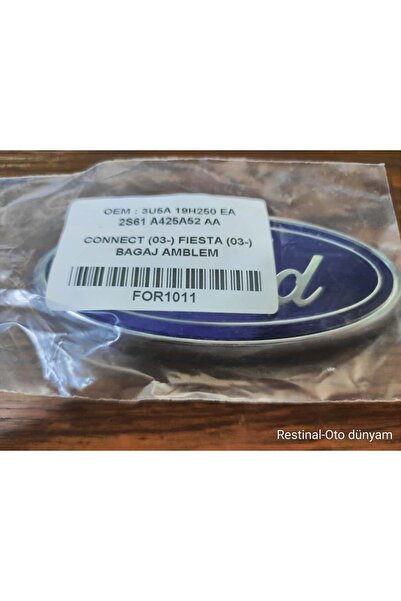 OEM : 3U5A 19H250 EA
2S61 A425A52 AA
CONNECT (03-) FIESTA (03-)
BAGAJ AMBLEM
FOR1011
d
Restinal-Oto dünyam